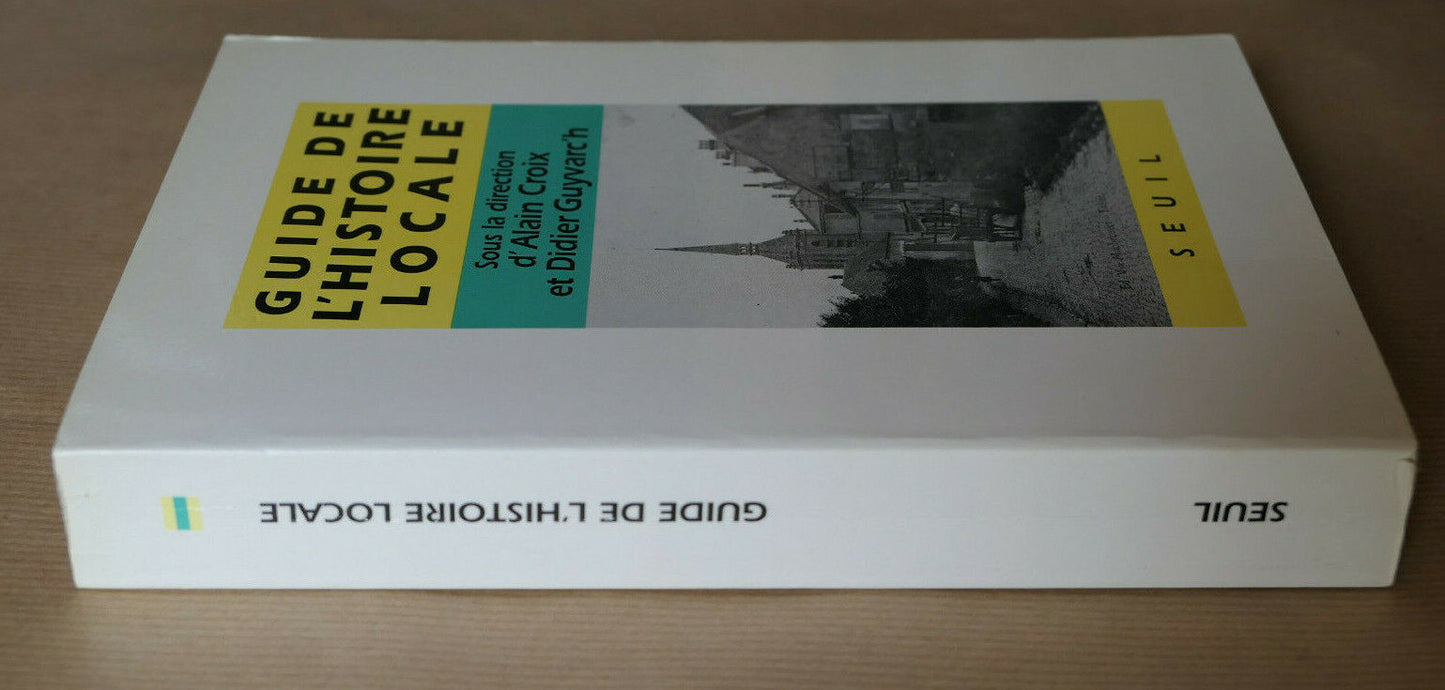 GUIDE DE
L'HISTOIRE
LOCALE
Sous la direction
d'Alain Croix
et Didier Guyvarc'h
SEUIL
GUIDE DE L'HISTOIRE LOCALE
SEUIL